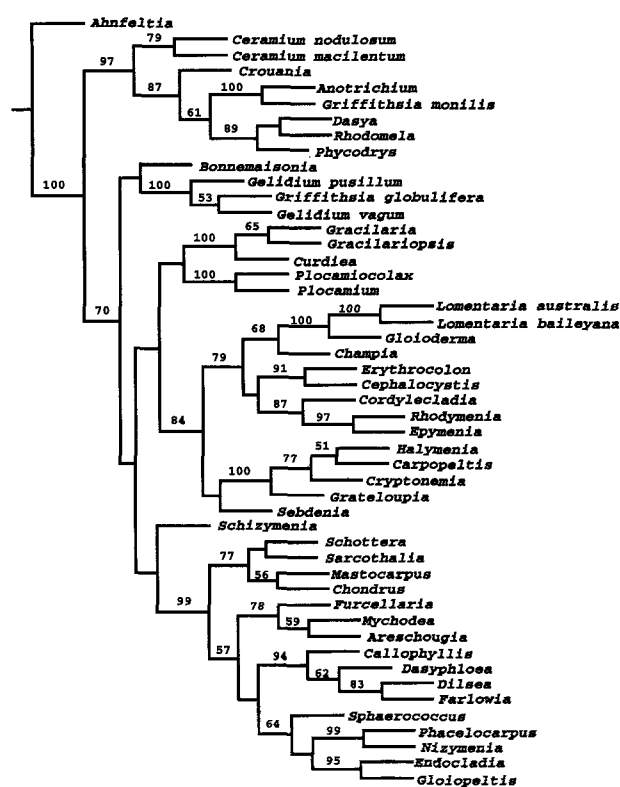 Ahnfeltia
79 Ceramium nodulosum
Ceramium macilentum
97
Crouania
87
100 Anotrichium
Griffithsia monilis
61
Dasya
89 Rhodomela
Phycodrys
Bonnemaisonia
100
100 Gelidium pusillum
53 Griffithsia globulifera
Gelidium vagum
65 Gracilaria
100 Gracilariopsis
Curdiea
100 Plocamiocolax
Plocamium
70
100 Lomentaria australis
100 Lomentaria baileyana
68 Gloioderma
Champia
79
91 Erythrocolon
Cephalocystis
87 Cordylecladia
97 Rhodymenia
Epymenia
84
51 Halymenia
77 Carpopeltis
100 Cryptonemia
Grateloupia
Sebdenia
Schizymenia
77 Schottera
Sarcothalia
56 Mastocarpus
Chondrus
99
78 Furcellaria
59 Mychodea
Areschougia
57
94 Callophyllis
62 Dasyphloea
83 Dilsea
Farlowia
64 Sphaerococcus
99 Phacelocarpus
Nizymenia
95 Endocladia
Gloiopeltis